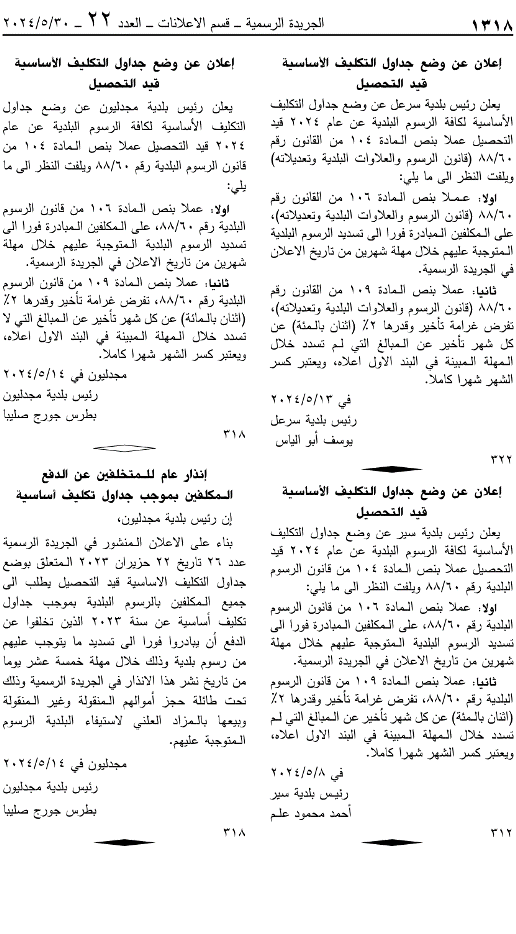 ١٣١٨
الجريدة الرسمية ــ قسم الاعلانات ــ العدد ٢٢ ــ ٢٠٢٤/٥/٣٠
إعلان عن وضع جداول التكليف الأساسية
قيد التحصيل
يعلن رئيس بلدية سرعل عن وضع جداول التكليف
الأساسية لكافة الرسوم البلدية عن عام ٢٠٢٤ قيد
التحصيل عملا بنص المادة ١٠٤ من القانون رقم
٨٨/٦٠ (قانون الرسوم والعلاوات البلدية وتعديلاته)
ويلفت النظر الى ما يلي:
اولا: عملا بنص المادة ١٠٦ من القانون رقم
٨٨/٦٠ (قانون الرسوم والعلاوات البلدية وتعديلاته)،
على المكلفين المبادرة فورا الى تسديد الرسوم البلدية
المتوجبة عليهم خلال مهلة شهرين من تاريخ الاعلان
في الجريدة الرسمية.
ثانيا: عملا بنص المادة ١٠٩ من القانون رقم
٨٨/٦٠ (قانون الرسوم والعلاوات البلدية وتعديلاته)،
تفرض غرامة تأخير وقدرها ٢٪ (اثنان بالمئة) عن
كل شهر تأخير عن المبالغ التي لم تسدد خلال
المهلة المبينة في البند الأول أعلاه، ويعتبر كسر
الشهر شهرا كاملا.
في ٢٠٢٤/٥/١٣
رئيس بلدية سرعل
يوسف أبو الياس
٣٢٢
إعلان عن وضع جداول التكليف الأساسية
قيد التحصيل
يعلن رئيس بلدية سير عن وضع جداول التكليف
الأساسية لكافة الرسوم البلدية عن عام ٢٠٢٤ قيد
التحصيل عملا بنص المادة ١٠٤ من قانون الرسوم
البلدية رقم ٨٨/٦٠ ويلفت النظر الى ما يلي:
اولا: عملا بنص المادة ١٠٦ من قانون الرسوم
البلدية رقم ٨٨/٦٠، على المكلفين المبادرة فورا الى
تسديد الرسوم البلدية المتوجبة عليهم خلال مهلة
شهرين من تاريخ الاعلان في الجريدة الرسمية.
ثانيا: عملا بنص المادة ١٠٩ من قانون الرسوم
البلدية رقم ٨٨/٦٠، تفرض غرامة تأخير وقدرها ٢٪
(اثنان بالمئة) عن كل شهر تأخير عن المبالغ التي لم
تسدد خلال المهلة المبينة في البند الاول اعلاه،
ويعتبر كسر الشهر شهرا كاملا.
في ٢٠٢٤/٥/٨
رئيس بلدية سير
أحمد محمود علم
٣١٢
إعلان عن وضع جداول التكليف الأساسية
قيد التحصيل
يعلن رئيس بلدية مجدليون عن وضع جداول
التكليف الأساسية لكافة الرسوم البلدية عن عام
٢٠٢٤ قيد التحصيل عملا بنص المادة ١٠٤ من
قانون الرسوم البلدية رقم ٨٨/٦٠ ويلفت النظر الى ما
يلي:
اولا: عملا بنص المادة ١٠٦ من قانون الرسوم
البلدية رقم ٨٨/٦٠، على المكلفين المبادرة فورا الى
تسديد الرسوم البلدية المتوجبة عليهم خلال مهلة
شهرين من تاريخ الاعلان في الجريدة الرسمية.
ثانيا: عملا بنص المادة ١٠٩ من قانون الرسوم
البلدية رقم ٨٨/٦٠، تفرض غرامة تأخير وقدرها ٢٪
(اثنان بالمائة) عن كل شهر تأخير عن المبالغ التي لا
تسدد خلال المهلة المبينة في البند الاول اعلاه،
ويعتبر كسر الشهر شهرا كاملا.
مجدليون في ٢٠٢٤/٥/١٤
رئيس بلدية مجدليون
بطرس جورج صليبا
٣١٨
إنذار عام للمتخلفين عن الدفع
المكلفين بموجب جداول تكليف أساسية
إن رئيس بلدية مجدليون،
بناء على الاعلان المنشور في الجريدة الرسمية
عدد ٢٦ تاريخ ٢٢ حزيران ٢٠٢٣ المتعلق بوضع
جداول التكليف الاساسية قيد التحصيل يطلب الى
جميع المكلفين بالرسوم البلدية بموجب جداول
تكليف أساسية عن سنة ٢٠٢٣ الذين تخلفوا عن
الدفع أن يبادروا فورا الى تسديد ما يتوجب عليهم
من رسوم بلدية وذلك خلال مهلة خمسة عشر يوما
من تاريخ نشر هذا الانذار في الجريدة الرسمية وذلك
تحت طائلة حجز أموالهم المنقولة وغير المنقولة
وبيعها بالمزاد العلني لاستيفاء البلدية الرسوم
المتوجبة عليهم.
مجدليون في ٢٠٢٤/٥/١٤
رئيس بلدية مجدليون
بطرس جورج صليبا
٣١٨